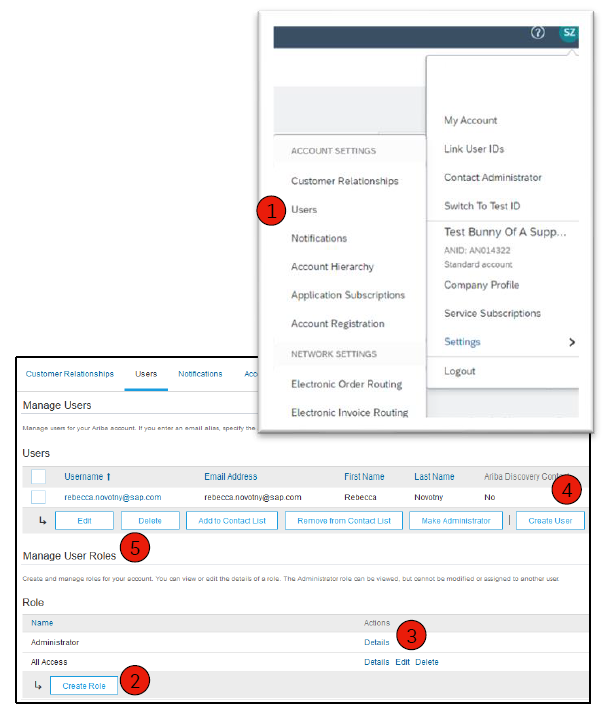 ?
SZ
My Account
Link User IDs
Contact Administrator
Switch To Test ID
Test Bunny Of A Supp...
ANID: AN014322
Standard account
Company Profile
Service Subscriptions
Settings >
Logout
ACCOUNT SETTINGS
Customer Relationships
1
Users
Notifications
Account Hierarchy
Application Subscriptions
Account Registration
NETWORK SETTINGS
Electronic Order Routing
Electronic Invoice Routing
Customer Relationships Users Notifications Acc
Manage Users
Manage users for your Ariba account. If you enter an email alias, specify the
Users
Username ↑ Email Address First Name Last Name Ariba Discovery Contact
rebecca.novotny@sap.com rebecca.novotny@sap.com Rebecca Novotny No
4
Edit Delete Add to Contact List Remove from Contact List Make Administrator | Create User
5
Manage User Roles
Create and manage roles for your account. You can view or edit the details of a role. The Administrator role can be viewed, but cannot be modified or assigned to another user.
Role
Name Actions
Administrator Details
3
All Access Details Edit Delete
Create Role
2